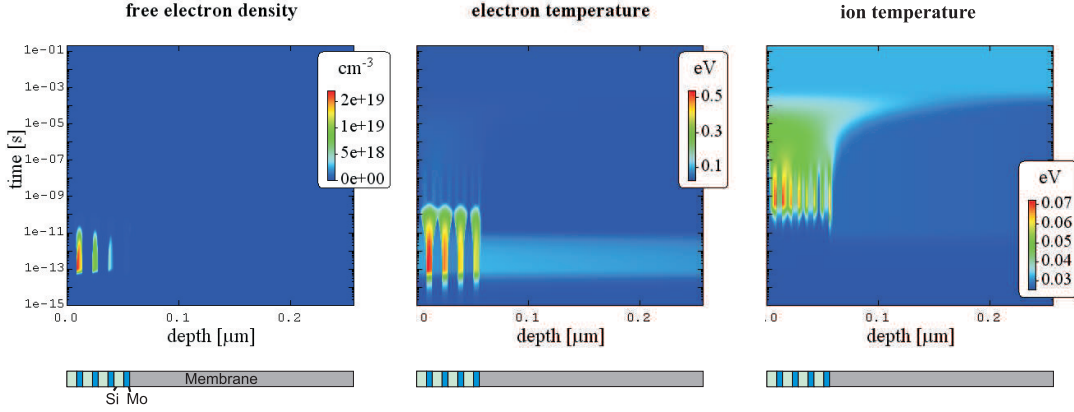 free electron density
electron temperature
ion temperature
time [s]
1e-01
1e-03
1e-05
1e-07
1e-09
1e-11
1e-13
1e-15
cm-3
2e+19
1e+19
5e+18
0e+00
eV
0.5
0.3
0.1
eV
0.07
0.06
0.05
0.04
0.03
0.0 0.1 0.2
0.0 0.1 0.2
0.0 0.1 0.2
depth [µm]
depth [µm]
depth [µm]
Membrane
Si Mo